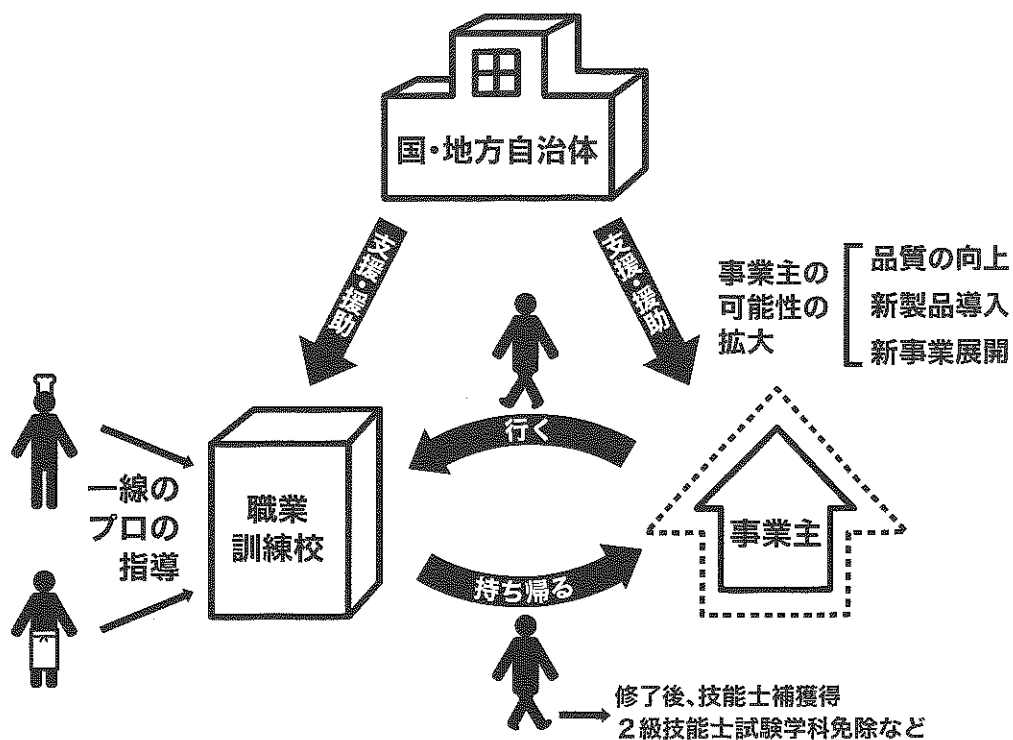 国・地方自治体
支援・援助
支援・援助
事業主の
可能性の
拡大
品質の向上
新製品導入
新事業展開
行く
一線の
プロの
指導
職業
訓練校
事業主
持ち帰る
修了後、技能士補獲得
2級技能士試験学科免除など